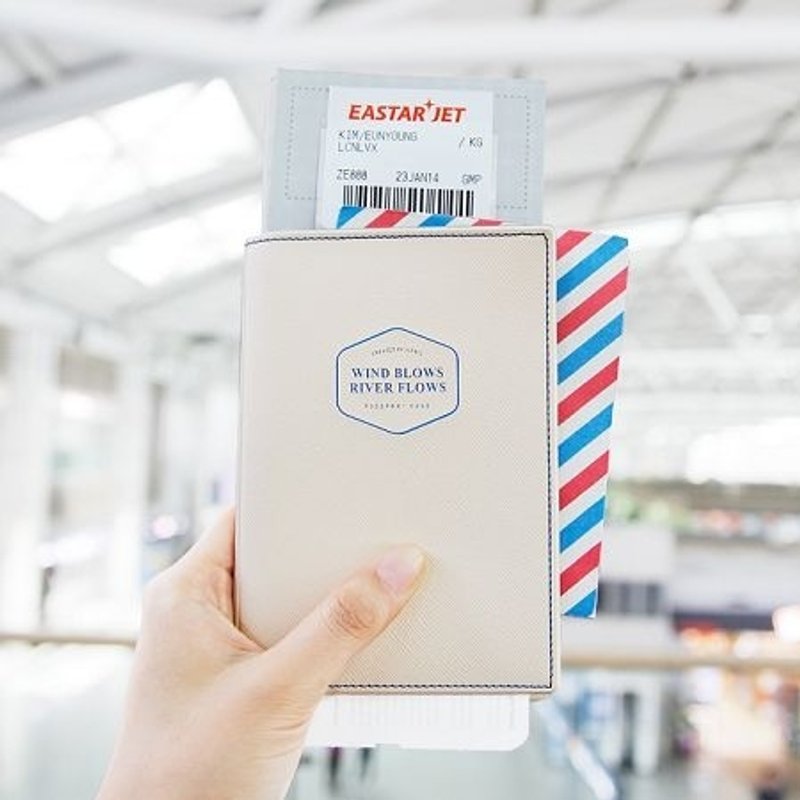 EASTAR JET
KIM/EUNYOUNG / KG
LCNLVX
ZE888 23JAN14 GMP
WIND BLOWS
RIVER FLOWS
PASSPORT CASE